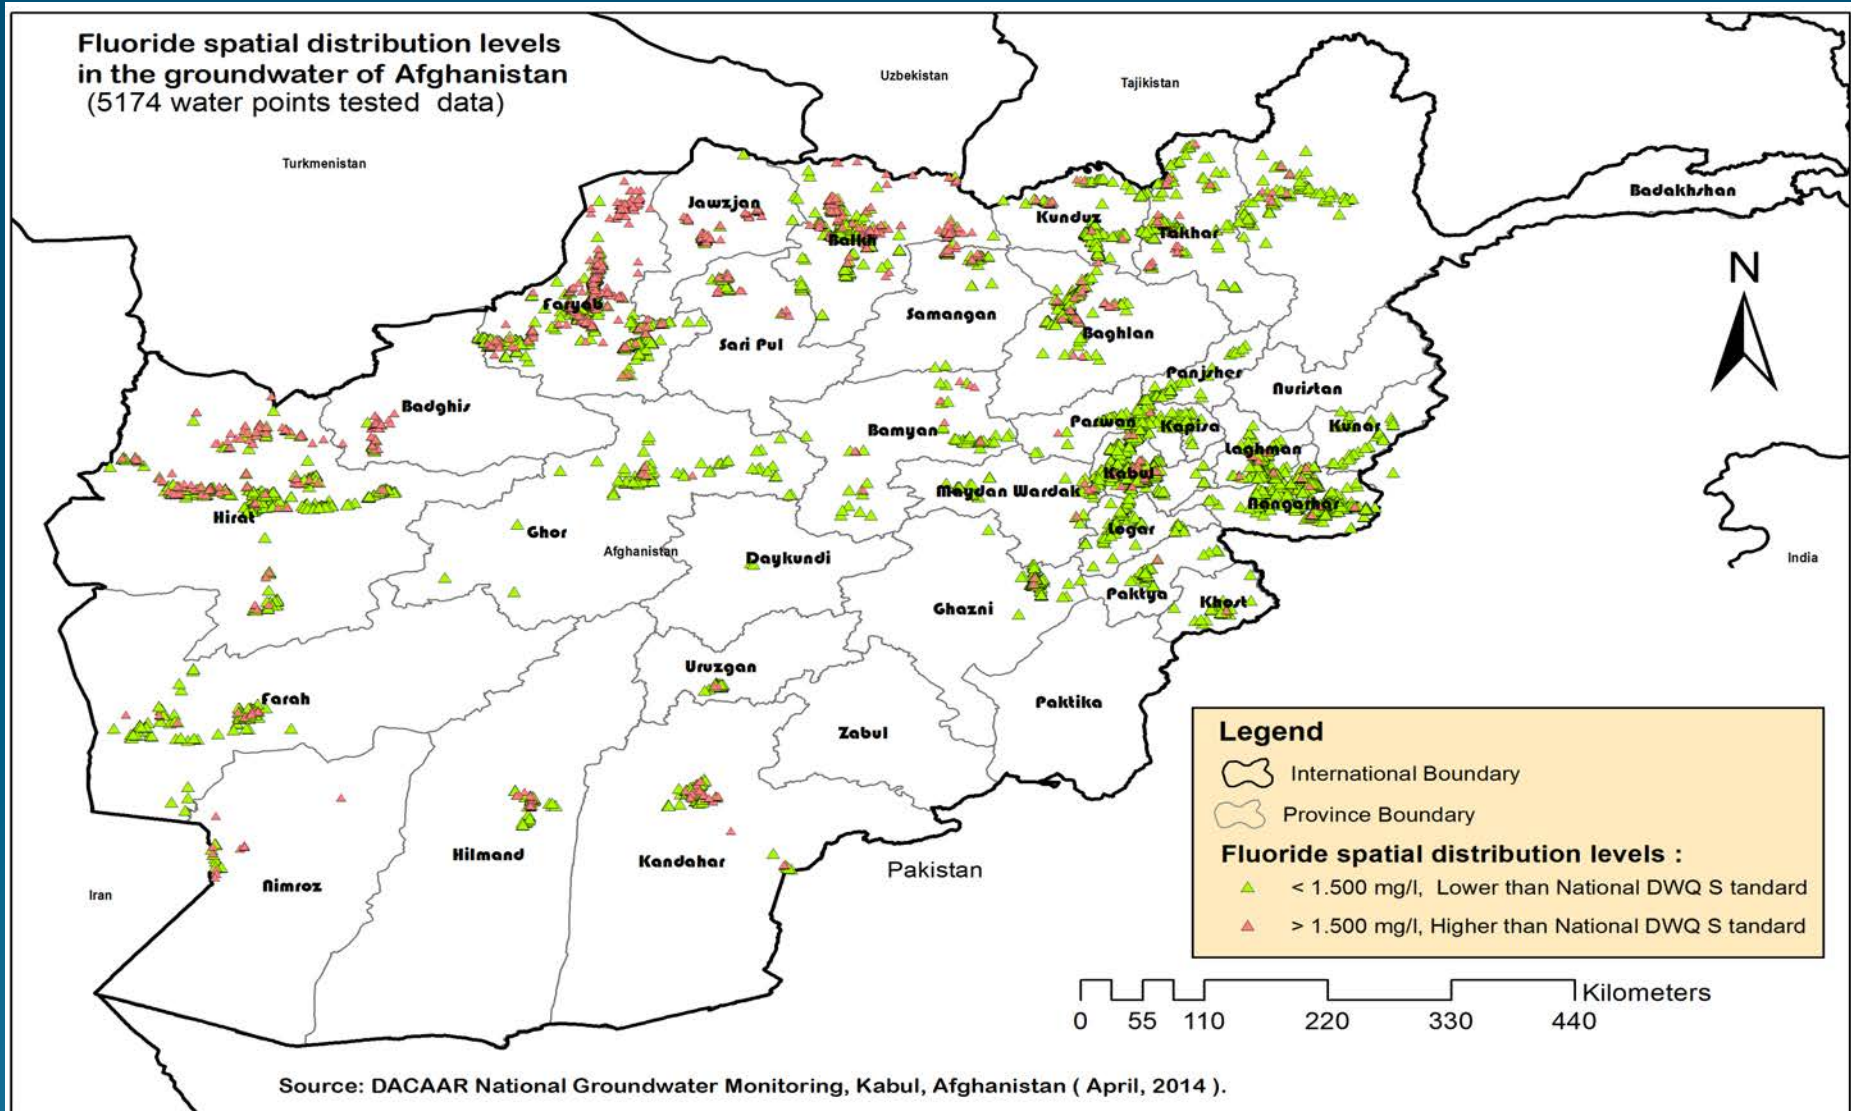 Fluoride spatial distribution levels
in the groundwater of Afghanistan
(5174 water points tested data)
Uzbekistan
Tajikistan
Turkmenistan
Badakhshan
Jawzjan
Kunduz
Takhar
Balkh
Faryab
Samangan
Baghlan
Sari Pul
Panjsher
Nuristan
Badghis
Parwan
Kapisa
Kunar
Bamyan
Laghman
Kabul
Maydan Wardak
Nangarhar
Hirat
Ghor
Logar
Afghanistan
Daykundi
India
Paktya
Khost
Ghazni
Uruzgan
Farah
Paktika
Zabul
Hilmand
Kandahar
Pakistan
Nimroz
Iran
N
Legend
International Boundary
Province Boundary
Fluoride spatial distribution levels :
< 1.500 mg/l, Lower than National DWQ S tandard
> 1.500 mg/l, Higher than National DWQ S tandard
Kilometers
0 55 110 220 330 440
Source: DACAAR National Groundwater Monitoring, Kabul, Afghanistan ( April, 2014 ).